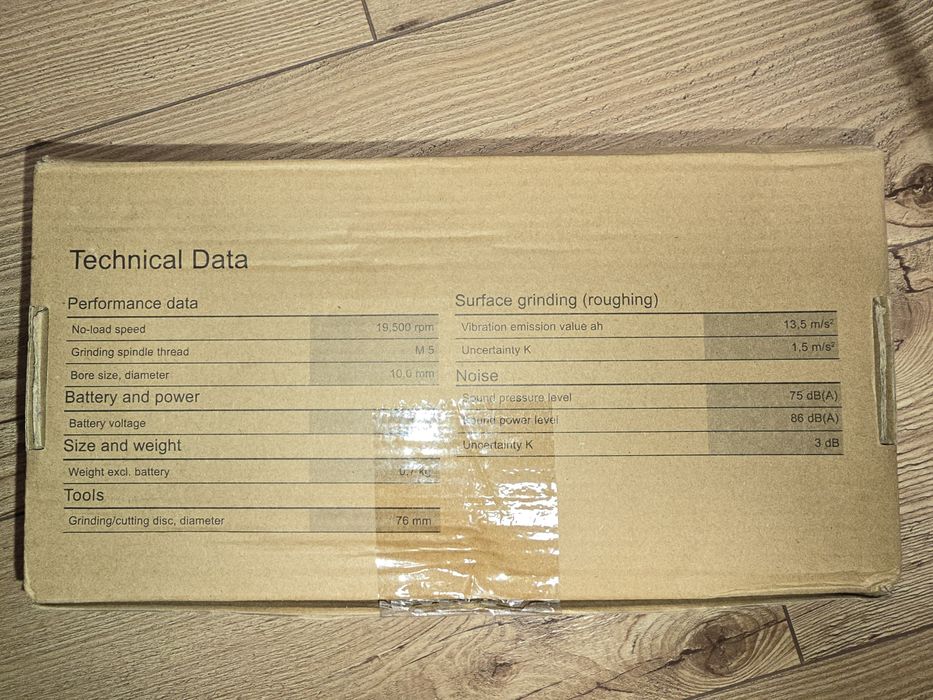 Technical Data
Performance data
No-load speed 19,500 rpm
Grinding spindle thread M 5
Bore size, diameter 10.0 mm
Battery and power
Battery voltage
Size and weight
Weight excl. battery 0,7 kg
Tools
Grinding/cutting disc, diameter 76 mm
Surface grinding (roughing)
Vibration emission value ah 13,5 m/s²
Uncertainty K 1,5 m/s²
Noise
Sound pressure level 75 dB(A)
Sound power level 86 dB(A)
Uncertainty K 3 dB